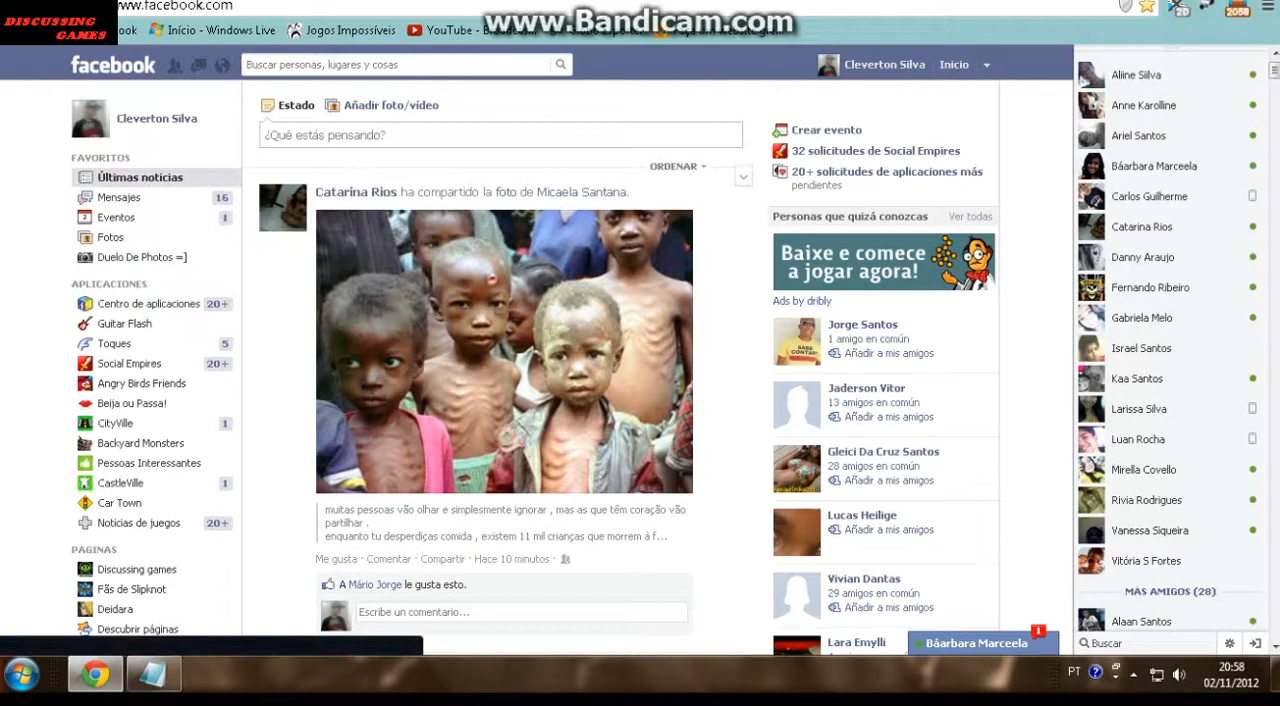 DISCUSSING
GAMES
www.facebook.com
www.Bandicam.com
Início - Windows Live
Jogos Impossíveis
facebook
Buscar personas, lugares y cosas
Cleverton Silva
Inicio
Cleverton Silva
FAVORITOS
Últimas noticias
Mensajes 16
Eventos 1
Fotos
Duelo De Photos =]
APLICACIONES
Centro de aplicaciones 20+
Guitar Flash
Toques 5
Social Empires 20+
Angry Birds Friends
Beija ou Passa!
CityVille 1
Backyard Monsters
Pessoas Interessantes
CastleVille 1
Car Town
Noticias de juegos 20+
PÁGINAS
Discussing games
Fãs de Slipknot
Deidara
Descubrir páginas
Estado
Añadir foto/vídeo
¿Qué estás pensando?
ORDENAR
Catarina Rios ha compartido la foto de Micaela Santana.
muitas pessoas vão olhar e simplesmente ignorar , mas as que têm coração vão
partilhar .
enquanto tu desperdiças comida , existem 11 mil crianças que morrem à f...
Me gusta · Comentar · Compartir · Hace 10 minutos ·
A Mário Jorge le gusta esto.
Escribe un comentario...
Crear evento
32 solicitudes de Social Empires
20+ solicitudes de aplicaciones más
pendientes
Personas que quizá conozcas
Ver todas
Baixe e comece
a jogar agora!
Ads by dribly
Jorge Santos
1 amigo en común
Añadir a mis amigos
Jaderson Vitor
13 amigos en común
Añadir a mis amigos
Gleici Da Cruz Santos
28 amigos en común
Añadir a mis amigos
Lucas Heilige
Añadir a mis amigos
Vivian Dantas
29 amigos en común
Añadir a mis amigos
Lara Emylli
Báarbara Marceela
1
Aliine Siilva
Anne Karolline
Ariel Santos
Báarbara Marceela
Carlos Guilherme
Catarina Rios
Danny Araujo
Fernando Ribeiro
Gabriela Melo
Israel Santos
Kaa Santos
Larissa Silva
Luan Rocha
Mirella Covello
Rivia Rodrigues
Vanessa Siqueira
Vitória S Fortes
MÁS AMIGOS (28)
Alaan Santos
Buscar
PT
20:58
02/11/2012